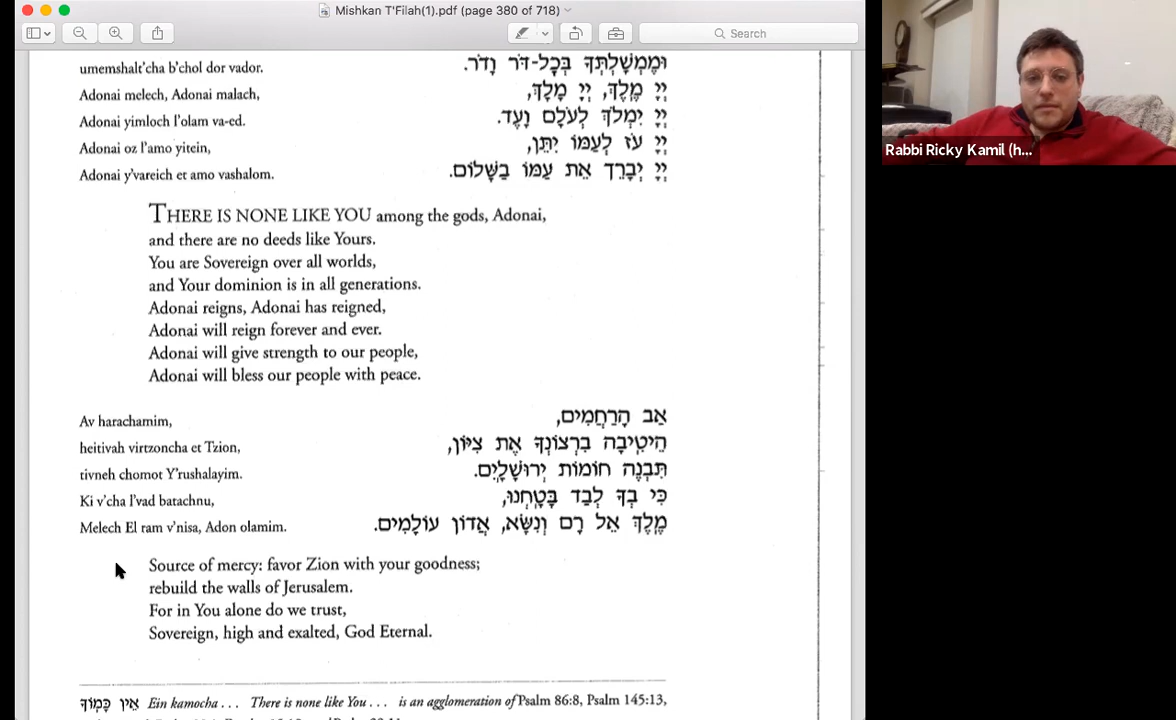 Mishkan T'Filah(1).pdf (page 380 of 718)
Search
umemshalt'cha b'chol dor vador.
וּמֶמְשַׁלְתְּךָ בְּכׇל־דֹּר וָדֹר.
Adonai melech, Adonai malach,
יְיָ מֶֽלֶךְ, יְיָ מָלָךְ,
Adonai yimloch l'olam va-ed.
יְיָ יִמְלֹךְ לְעֹלָם וָעֶד.
Adonai oz l'amo yitein,
יְיָ עֹז לְעַמּוֹ יִתֵּן,
Adonai y'vareich et amo vashalom.
יְיָ יְבָרֵךְ אֶת עַמּוֹ בַשָּׁלוֹם.
THERE IS NONE LIKE YOU among the gods, Adonai,
and there are no deeds like Yours.
You are Sovereign over all worlds,
and Your dominion is in all generations.
Adonai reigns, Adonai has reigned,
Adonai will reign forever and ever.
Adonai will give strength to our people,
Adonai will bless our people with peace.
Av harachamim,
אַב הָרַחֲמִים,
heitivah virtzoncha et Tzion,
הֵיטִֽיבָה בִרְצוֹנְךָ אֶת צִיּוֹן,
tivneh chomot Y'rushalayim.
תִּבְנֶה חוֹמוֹת יְרוּשָׁלָֽיִם.
Ki v'cha l'vad batachnu,
כִּי בְךָ לְבַד בָּטָֽחְנוּ,
Melech El ram v'nisa, Adon olamim.
מֶֽלֶךְ אֵל רָם וְנִשָּׂא, אֲדוֹן עוֹלָמִים.
Source of mercy: favor Zion with your goodness;
rebuild the walls of Jerusalem.
For in You alone do we trust,
Sovereign, high and exalted, God Eternal.
אֵין כָּמֽוֹךָ Ein kamocha . . . There is none like You . . . is an agglomeration of Psalm 86:8, Psalm 145:13,
Rabbi Ricky Kamil (h...